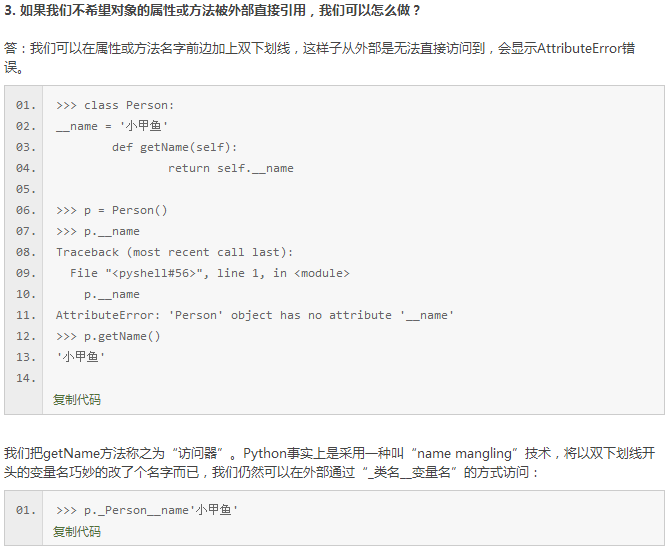 3. 如果我们不希望对象的属性或方法被外部直接引用，我们可以怎么做？
答：我们可以在属性或方法名字前边加上双下划线，这样子从外部是无法直接访问到，会显示AttributeError错
误。
01. >>> class Person:
02. __name = '小甲鱼'
03.         def getName(self):
04.                 return self.__name
05.
06. >>> p = Person()
07. >>> p.__name
08. Traceback (most recent call last):
09.   File "<pyshell#56>", line 1, in <module>
10.     p.__name
11. AttributeError: 'Person' object has no attribute '__name'
12. >>> p.getName()
13. '小甲鱼'
14.
复制代码
我们把getName方法称之为“访问器”。Python事实上是采用一种叫“name mangling”技术，将以双下划线开
头的变量名巧妙的改了个名字而已，我们仍然可以在外部通过“_类名__变量名”的方式访问：
01. >>> p._Person__name'小甲鱼'
复制代码